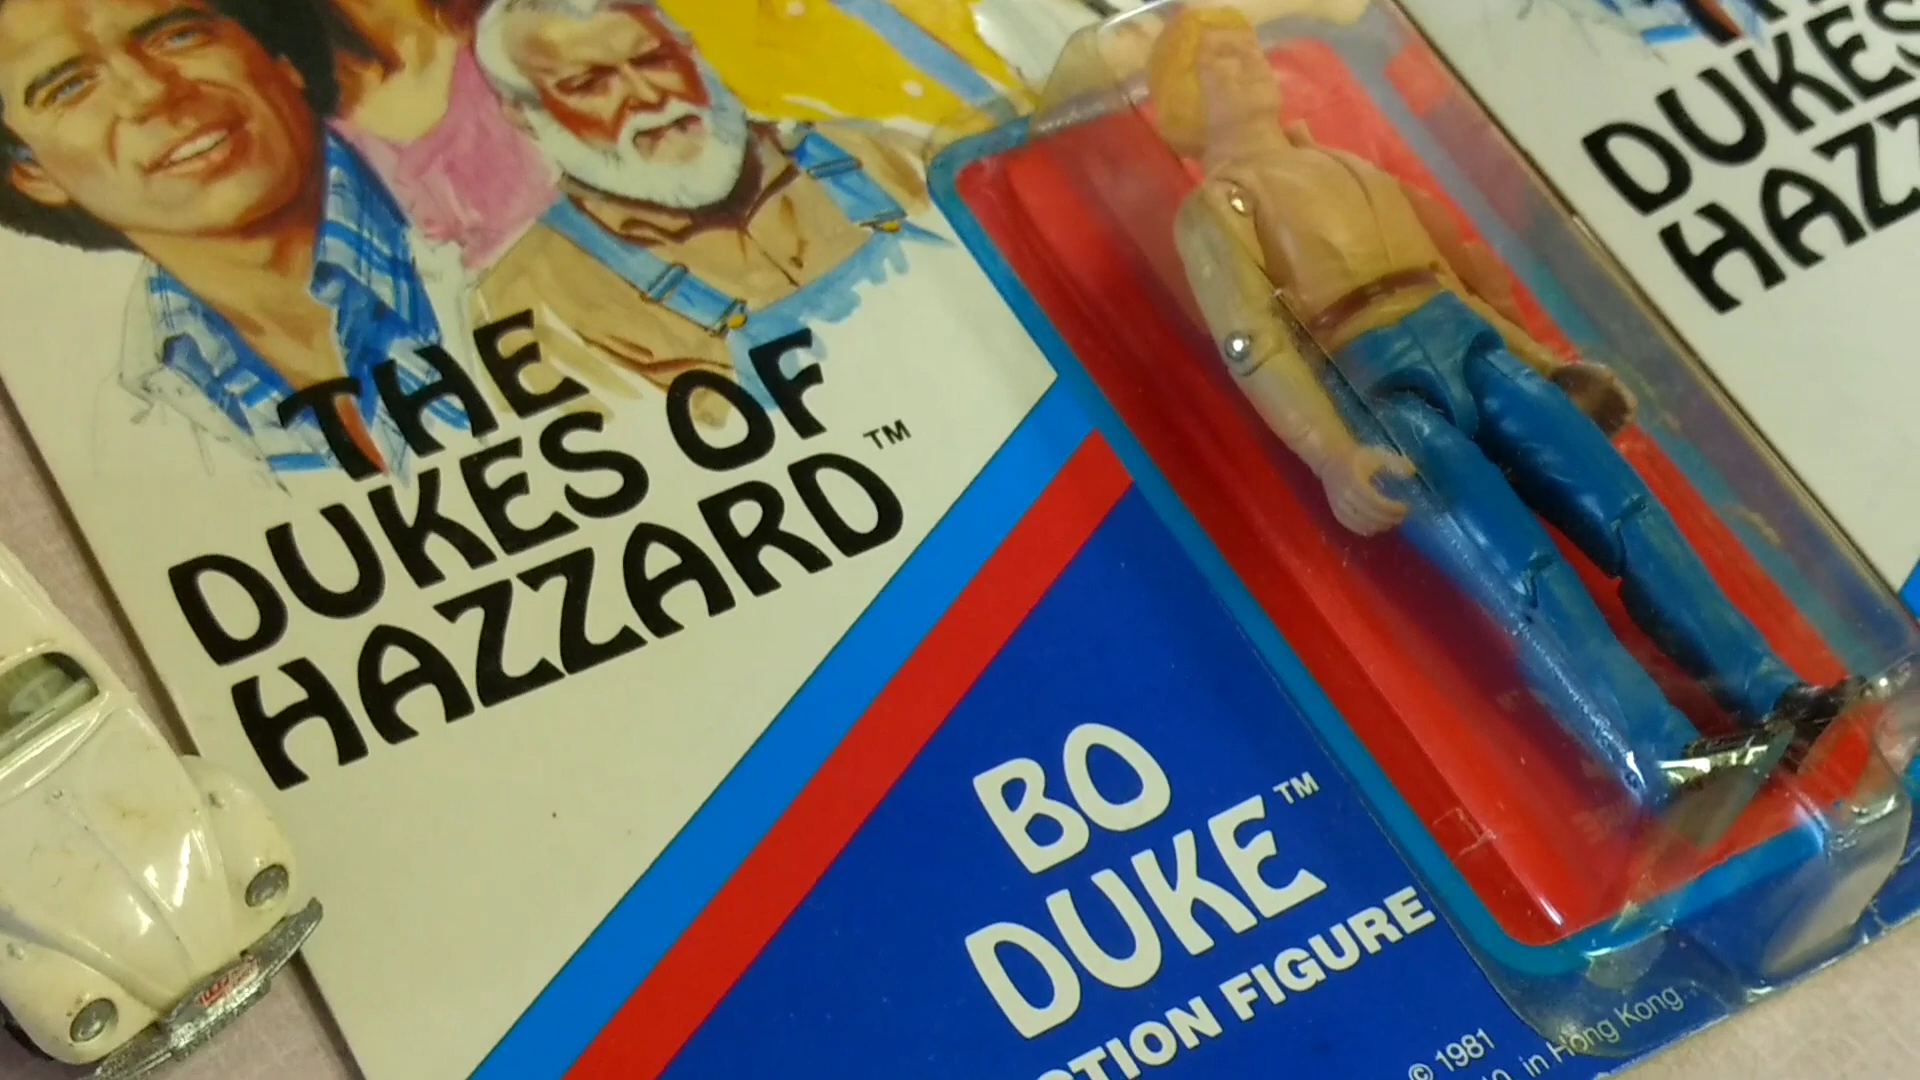 THE
DUKES OF
HAZZARD™
BO
DUKE™
ACTION FIGURE
© 1981
in Hong Kong
DUKES
HAZZ